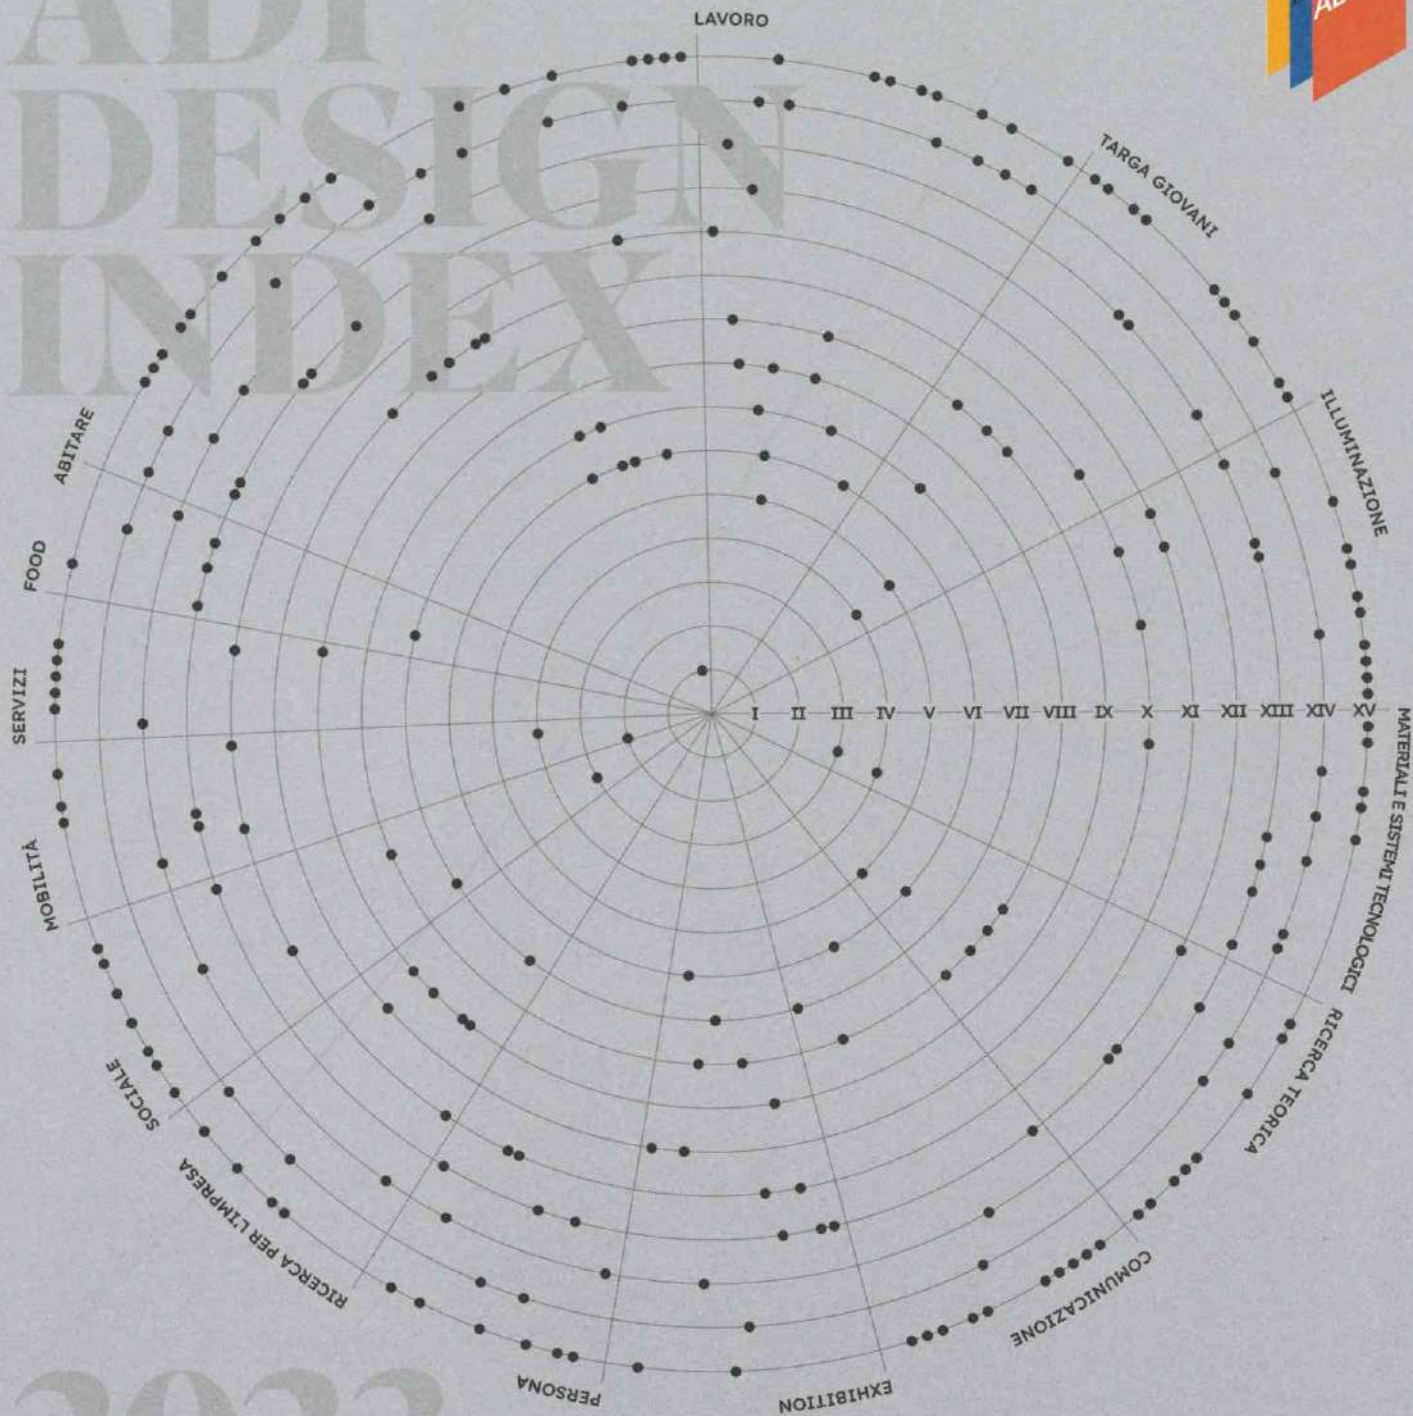 ADI
DESIGN
INDEX
LAVORO
TARGA GIOVANI
ILLUMINAZIONE
MATERIALI E SISTEMI TECNOLOGICI
RICERCA TEORICA
COMUNICAZIONE
EXHIBITION
PERSONA
RICERCA PER L'IMPRESA
SOCIALE
MOBILITÀ
SERVIZI
FOOD
ABITARE
I II III IV V VI VII VIII IX X XI XII XIII XIV XV